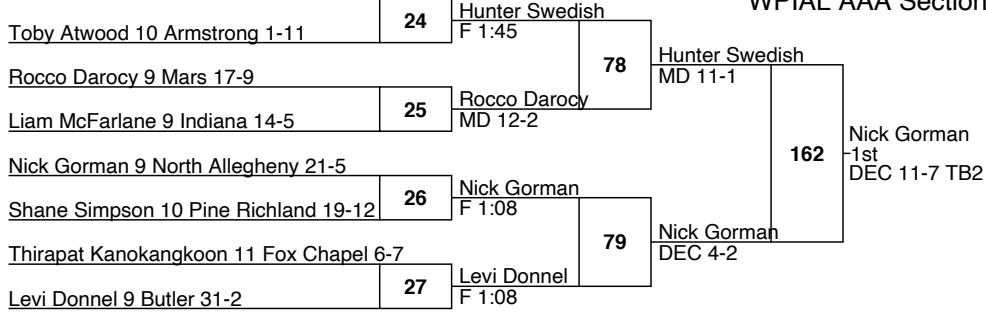 WPIAL AAA Section
Toby Atwood 10 Armstrong 1-11
24
Hunter Swedish
F 1:45
Rocco Darocy 9 Mars 17-9
Liam McFarlane 9 Indiana 14-5
25
Rocco Darocy
MD 12-2
78
Hunter Swedish
MD 11-1
Nick Gorman 9 North Allegheny 21-5
Shane Simpson 10 Pine Richland 19-12
26
Nick Gorman
F 1:08
Thirapat Kanokangkoon 11 Fox Chapel 6-7
Levi Donnel 9 Butler 31-2
27
Levi Donnel
F 1:08
79
Nick Gorman
DEC 4-2
162
Nick Gorman
1st
DEC 11-7 TB2